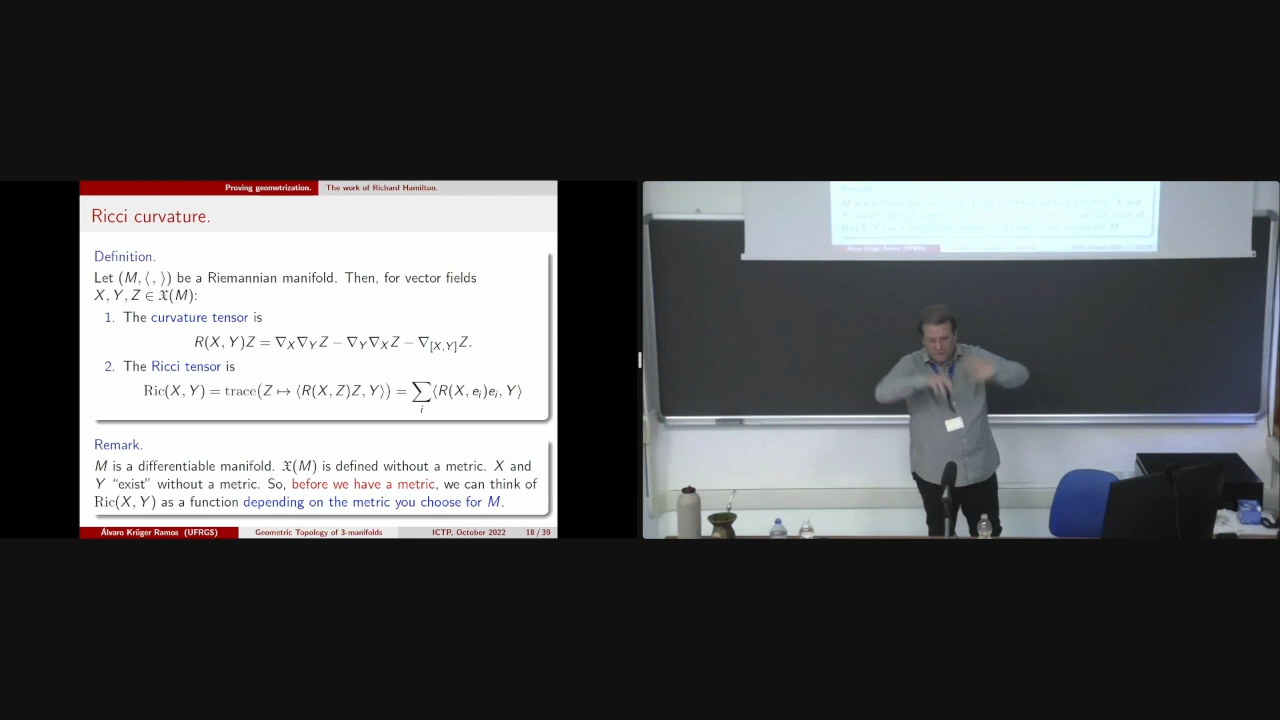 Proving geometrization. The work of Richard Hamilton.
Ricci curvature.
Definition.
Let (M, ⟨ , ⟩) be a Riemannian manifold. Then, for vector fields
X, Y, Z ∈ 𝔛(M):
1. The curvature tensor is
R(X, Y)Z = ∇_X∇_Y Z − ∇_Y∇_X Z − ∇_[X,Y] Z.
2. The Ricci tensor is
Ric(X, Y) = trace(Z ↦ ⟨R(X, Z)Z, Y⟩) = ∑_i ⟨R(X, e_i)e_i, Y⟩
Remark.
M is a differentiable manifold. 𝔛(M) is defined without a metric. X and
Y “exist” without a metric. So, before we have a metric, we can think of
Ric(X, Y) as a function depending on the metric you choose for M.
Álvaro Krüger Ramos (UFRGS) Geometric Topology of 3-manifolds ICTP, October 2022 18 / 39